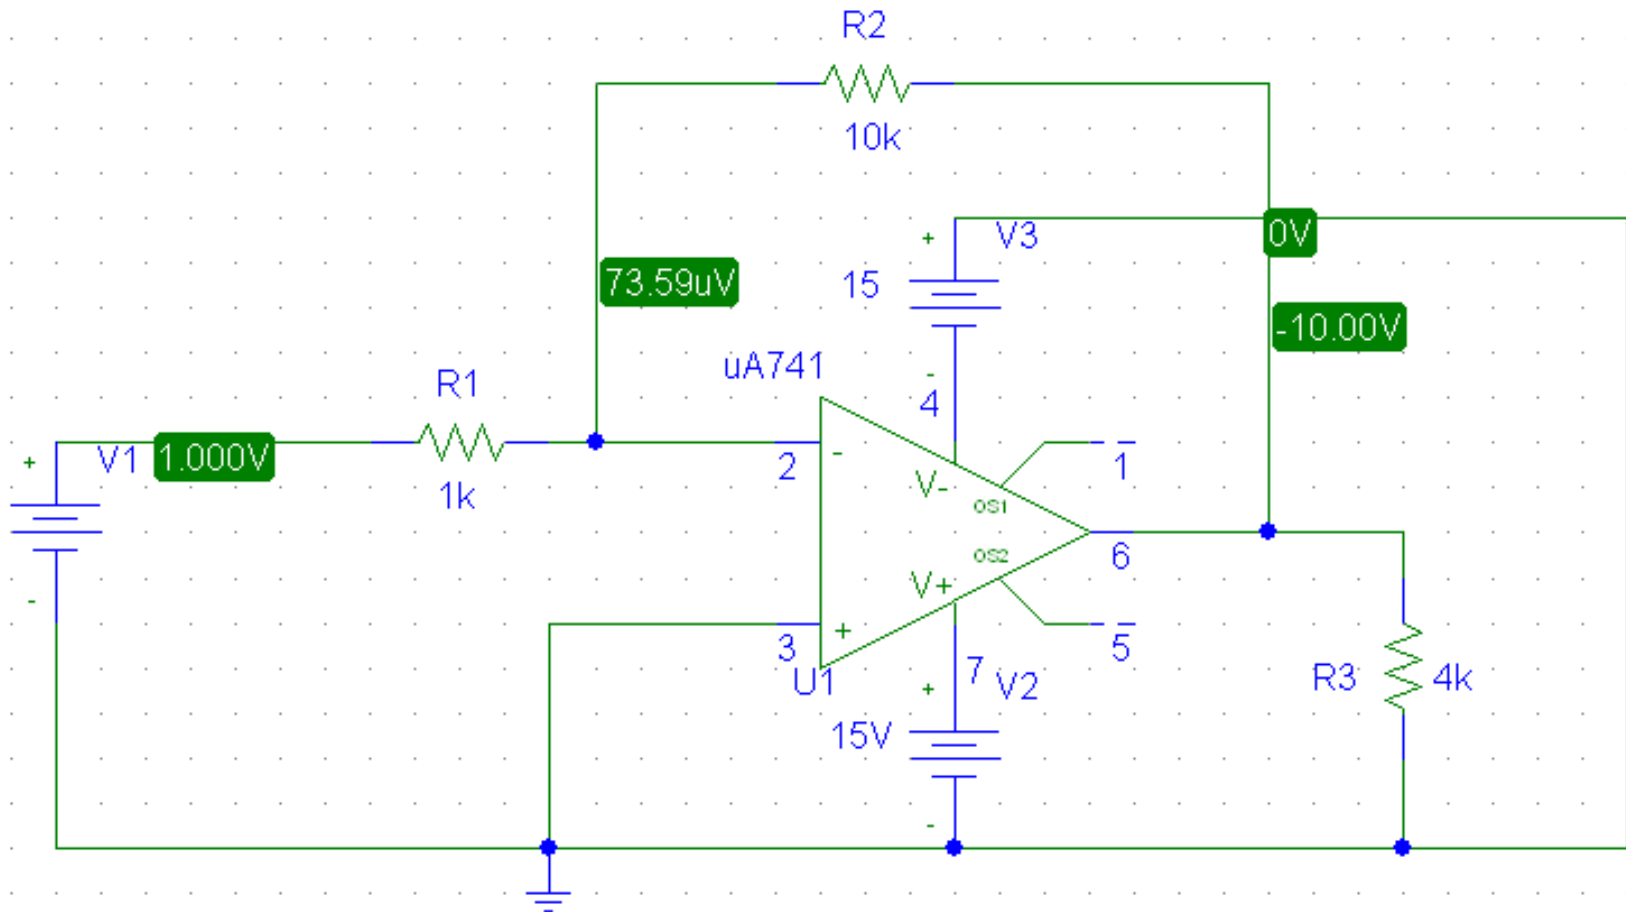 R2
10k
0V
V3
+
15
-
73.59uV
-10.00V
uA741
4
R1
1k
V1
1.000V
+
-
2
-
V-
OS1
1
6
OS2
V+
5
3
+
U1
7
V2
+
15V
-
R3
4k